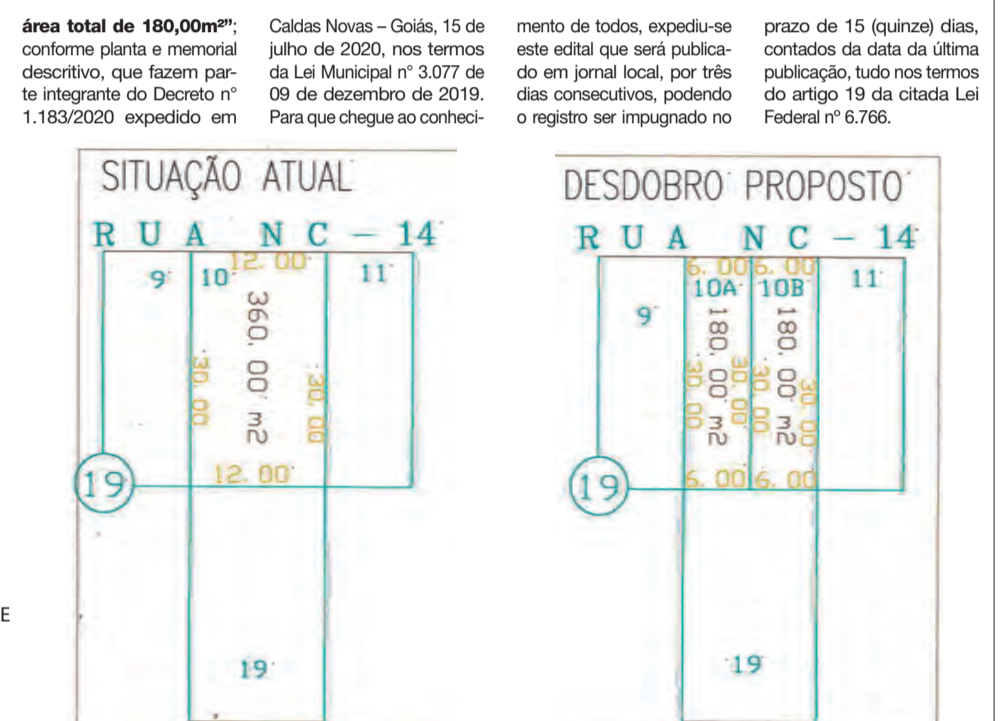 área total de 180,00m²”;
conforme planta e memorial
descritivo, que fazem par-
te integrante do Decreto n°
1.183/2020 expedido em
Caldas Novas – Goiás, 15 de
julho de 2020, nos termos
da Lei Municipal n° 3.077 de
09 de dezembro de 2019.
Para que chegue ao conheci-
mento de todos, expediu-se
este edital que será publica-
do em jornal local, por três
dias consecutivos, podendo
o registro ser impugnado no
prazo de 15 (quinze) dias,
contados da data da última
publicação, tudo nos termos
do artigo 19 da citada Lei
Federal nº 6.766.
SITUAÇÃO ATUAL
RUA NC - 14
12. 00
9
10
11
360, 00 m2
30. 00
30. 00
12. 00
19
19
DESDOBRO PROPOSTO
RUA NC - 14
6. 00 6. 00
10A 10B
11
9
180, 00 m2
180, 00 m2
30. 00
30. 00
30. 00
30. 00
6. 00 6. 00
19
19
E